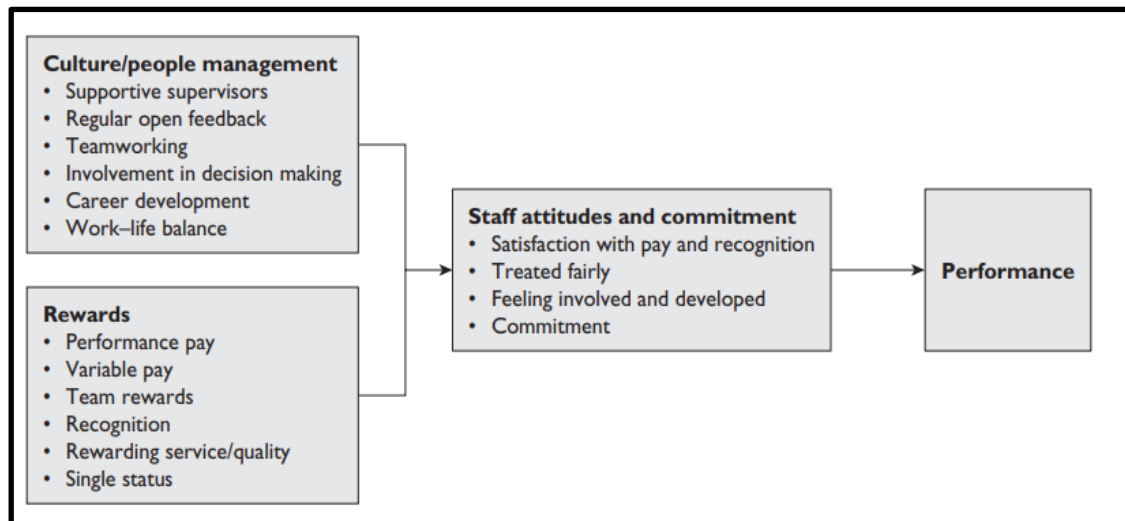 Culture/people management
• Supportive supervisors
• Regular open feedback
• Teamworking
• Involvement in decision making
• Career development
• Work–life balance
Rewards
• Performance pay
• Variable pay
• Team rewards
• Recognition
• Rewarding service/quality
• Single status
Staff attitudes and commitment
• Satisfaction with pay and recognition
• Treated fairly
• Feeling involved and developed
• Commitment
Performance